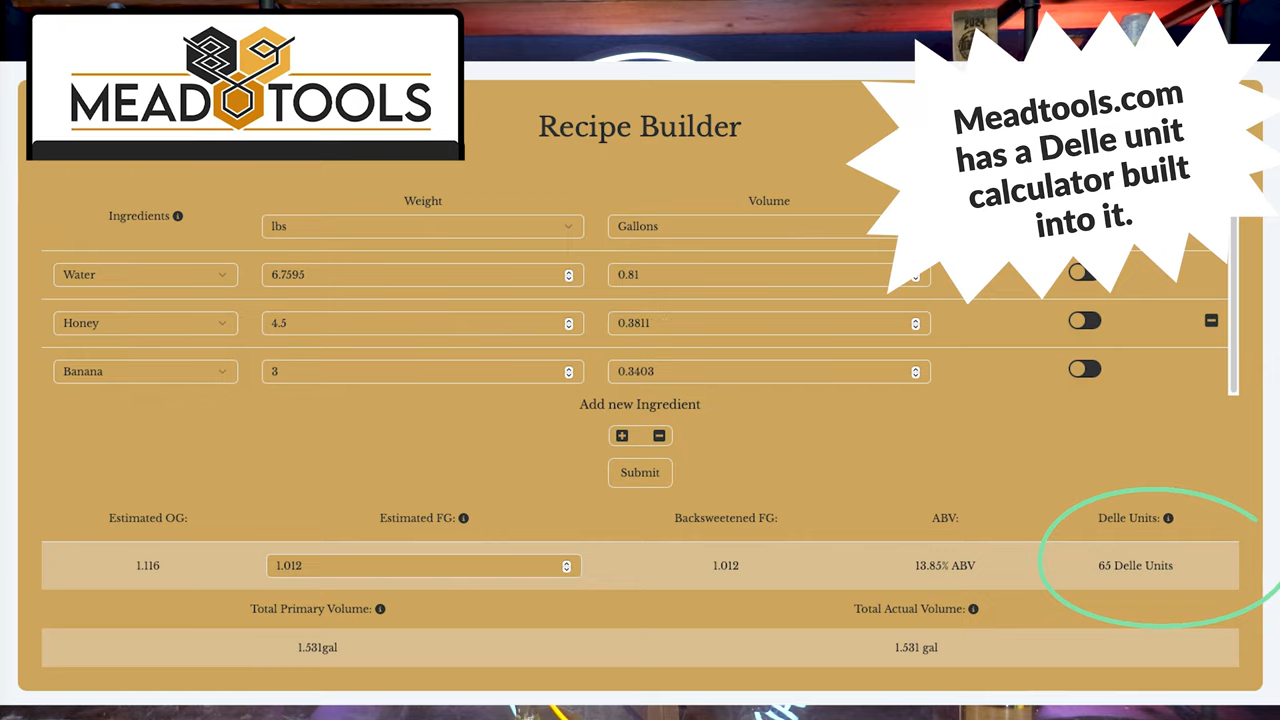 MEAD TOOLS
2024
Recipe Builder
Meadtools.com
has a Delle unit
calculator built
into it.
Ingredients
Weight
Volume
lbs
Gallons
Water
6.7595
0.81
Honey
4.5
0.3811
Banana
3
0.3403
Add new Ingredient
Submit
Estimated OG:
Estimated FG:
Backsweetened FG:
ABV:
Delle Units:
1.116
1.012
1.012
13.85% ABV
65 Delle Units
Total Primary Volume:
Total Actual Volume:
1.531gal
1.531 gal